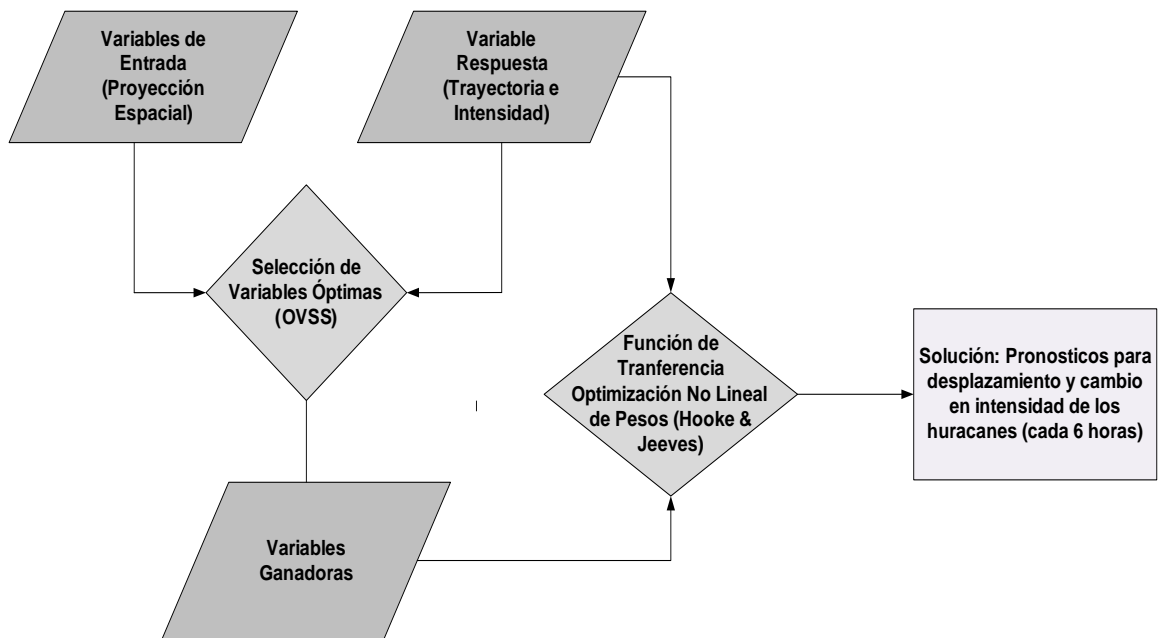 Variables de
Entrada
(Proyección
Espacial)
Variable
Respuesta
(Trayectoria e
Intensidad)
Selección de
Variables Óptimas
(OVSS)
Función de
Tranferencia
Optimización No Lineal
de Pesos (Hooke &
Jeeves)
Solución: Pronosticos para
desplazamiento y cambio
en intensidad de los
huracanes (cada 6 horas)
Variables
Ganadoras